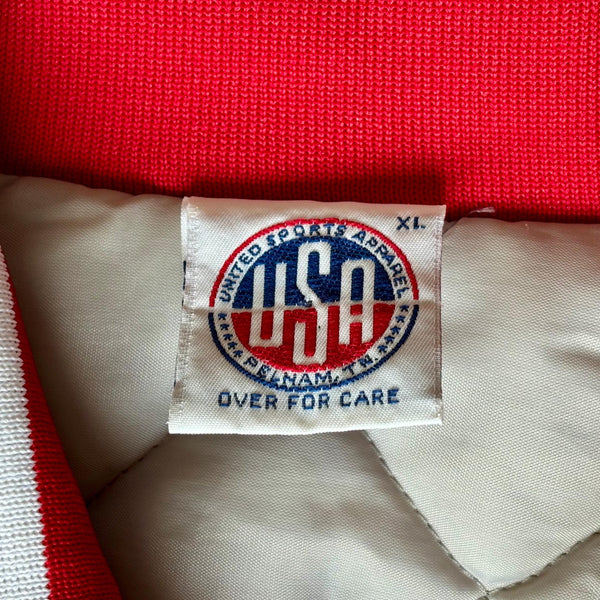 XL
UNITED SPORTS APPAREL
USA
PELHAM, TN
OVER FOR CARE